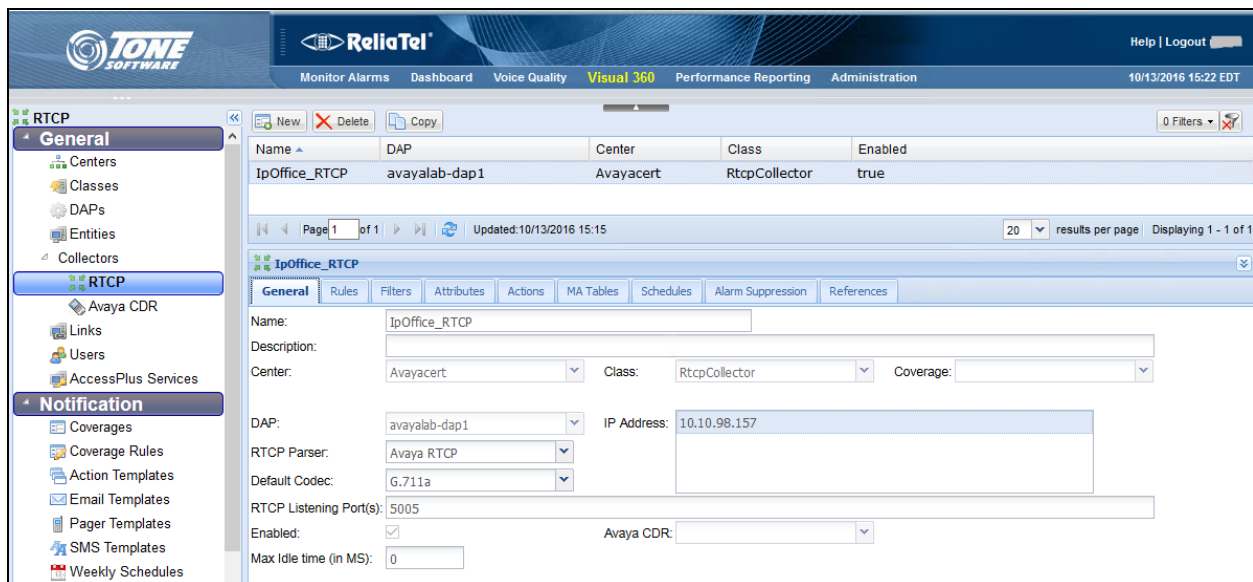 TONE SOFTWARE
ReliaTel
Help | Logout
Monitor Alarms Dashboard Voice Quality Visual 360 Performance Reporting Administration 10/13/2016 15:22 EDT
RTCP
General
Centers
Classes
DAPs
Entities
Collectors
RTCP
Avaya CDR
Links
Users
AccessPlus Services
Notification
Coverages
Coverage Rules
Action Templates
Email Templates
Pager Templates
SMS Templates
Weekly Schedules
New Delete Copy 0 Filters
Name DAP Center Class Enabled
IpOffice_RTCP avayalab-dap1 Avayacert RtcpCollector true
Page 1 of 1 Updated:10/13/2016 15:15 20 results per page Displaying 1 - 1 of 1
IpOffice_RTCP
General Rules Filters Attributes Actions MA Tables Schedules Alarm Suppression References
Name: IpOffice_RTCP
Description:
Center: Avayacert Class: RtcpCollector Coverage:
DAP: avayalab-dap1 IP Address: 10.10.98.157
RTCP Parser: Avaya RTCP
Default Codec: G.711a
RTCP Listening Port(s): 5005
Enabled: Avaya CDR:
Max Idle time (in MS): 0